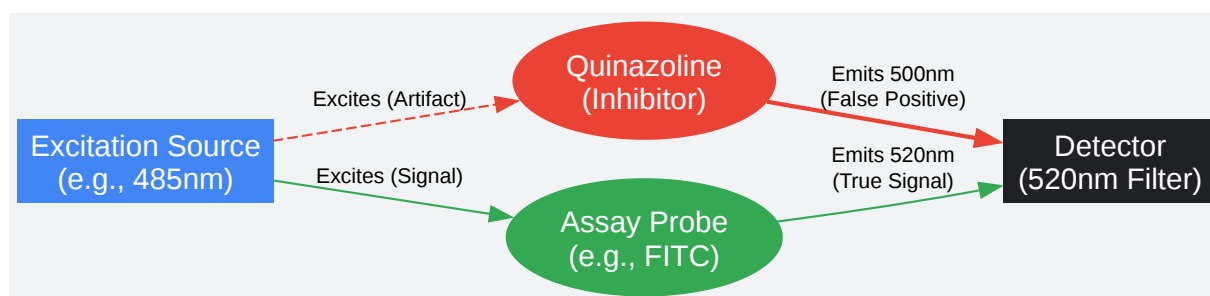 Excitation Source
(e.g., 485nm)
Excites (Artifact)
Excites (Signal)
Quinazoline
(Inhibitor)
Assay Probe
(e.g., FITC)
Emits 500nm
(False Positive)
Emits 520nm
(True Signal)
Detector
(520nm Filter)